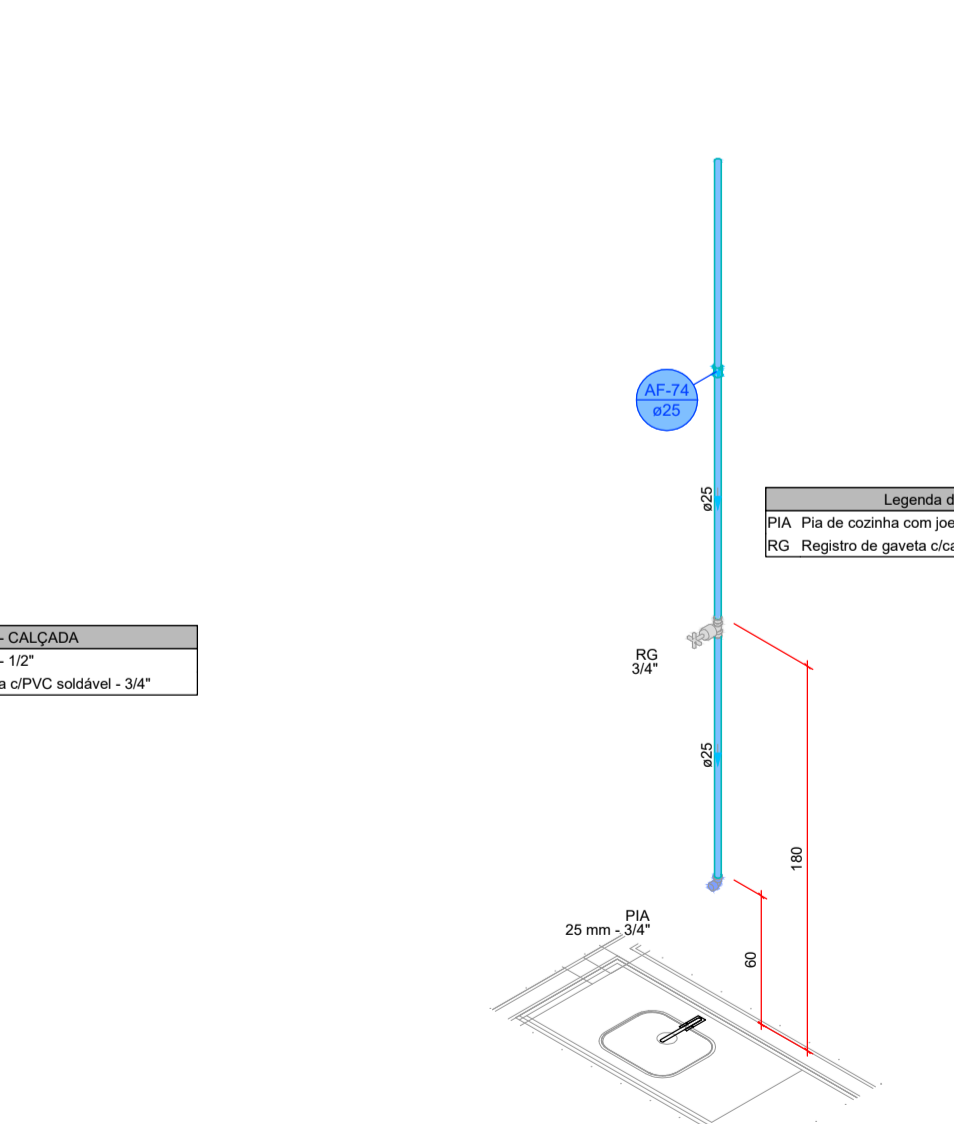 AF-74
ø25
ø25
Legenda d
PIA Pia de cozinha com joe
RG Registro de gaveta c/ca
- CALÇADA
- 1/2"
a c/PVC soldável - 3/4"
RG
3/4"
ø25
180
PIA
25 mm - 3/4"
60